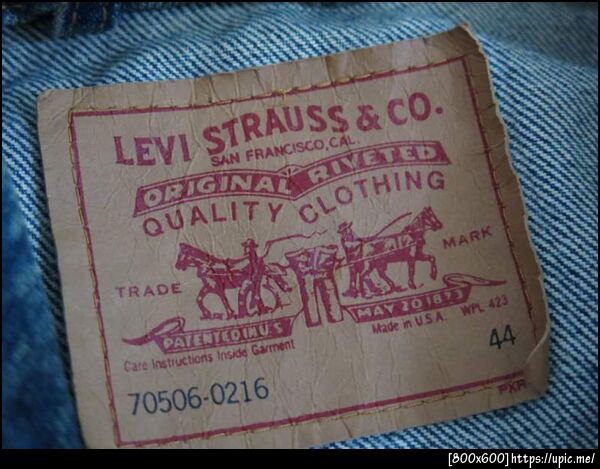 LEVI STRAUSS & CO.
SAN FRANCISCO, CAL.
ORIGINAL RIVETED
QUALITY CLOTHING
TRADE MARK
PATENTED IN U.S. MAY 20 1873
Made in U.S.A. WPL 423
Care Instructions Inside Garment
44
70506-0216
PXR
[800x600]https://upic.me/